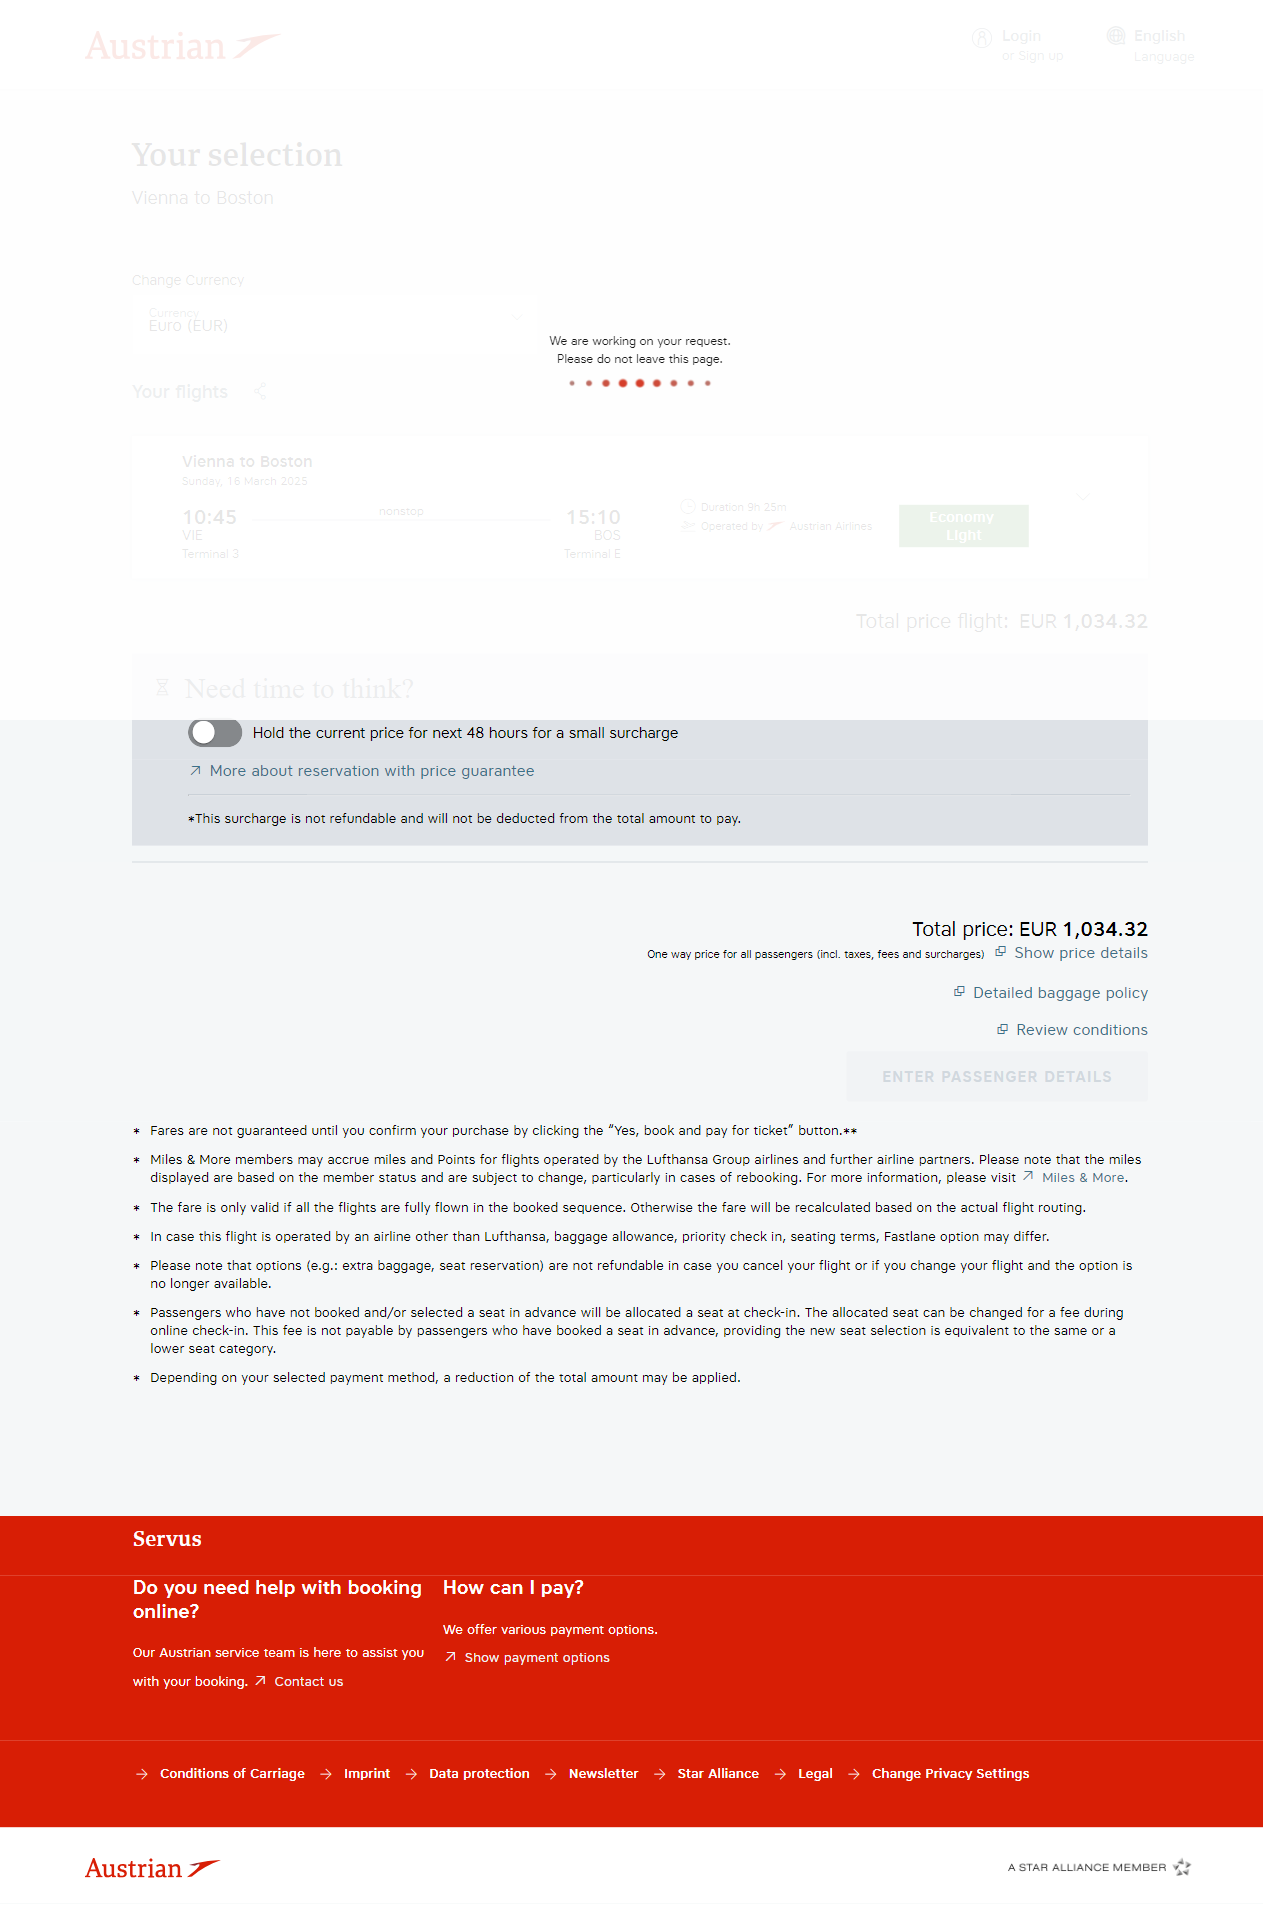 Austrian
Login
or Sign up
English
Language
Your selection
Vienna to Boston
Change Currency
Currency
Euro (EUR)
We are working on your request.
Please do not leave this page.
Your flights
Vienna to Boston
Sunday, 16 March 2025
10:45
nonstop
15:10
VIE
BOS
Terminal 3
Terminal E
Duration 9h 25m
Operated by Austrian Airlines
Economy
Light
Total price flight: EUR 1,034.32
Need time to think?
Hold the current price for next 48 hours for a small surcharge
More about reservation with price guarantee
*This surcharge is not refundable and will not be deducted from the total amount to pay.
Total price: EUR 1,034.32
One way price for all passengers (incl. taxes, fees and surcharges) Show price details
Detailed baggage policy
Review conditions
ENTER PASSENGER DETAILS
* Fares are not guaranteed until you confirm your purchase by clicking the “Yes, book and pay for ticket” button.**
* Miles & More members may accrue miles and Points for flights operated by the Lufthansa Group airlines and further airline partners. Please note that the miles
displayed are based on the member status and are subject to change, particularly in cases of rebooking. For more information, please visit Miles & More.
* The fare is only valid if all the flights are fully flown in the booked sequence. Otherwise the fare will be recalculated based on the actual flight routing.
* In case this flight is operated by an airline other than Lufthansa, baggage allowance, priority check in, seating terms, Fastlane option may differ.
* Please note that options (e.g.: extra baggage, seat reservation) are not refundable in case you cancel your flight or if you change your flight and the option is
no longer available.
* Passengers who have not booked and/or selected a seat in advance will be allocated a seat at check-in. The allocated seat can be changed for a fee during
online check-in. This fee is not payable by passengers who have booked a seat in advance, providing the new seat selection is equivalent to the same or a
lower seat category.
* Depending on your selected payment method, a reduction of the total amount may be applied.
Servus
Do you need help with booking
online?
Our Austrian service team is here to assist you
with your booking. Contact us
How can I pay?
We offer various payment options.
Show payment options
Conditions of Carriage Imprint Data protection Newsletter Star Alliance Legal Change Privacy Settings
Austrian
A STAR ALLIANCE MEMBER